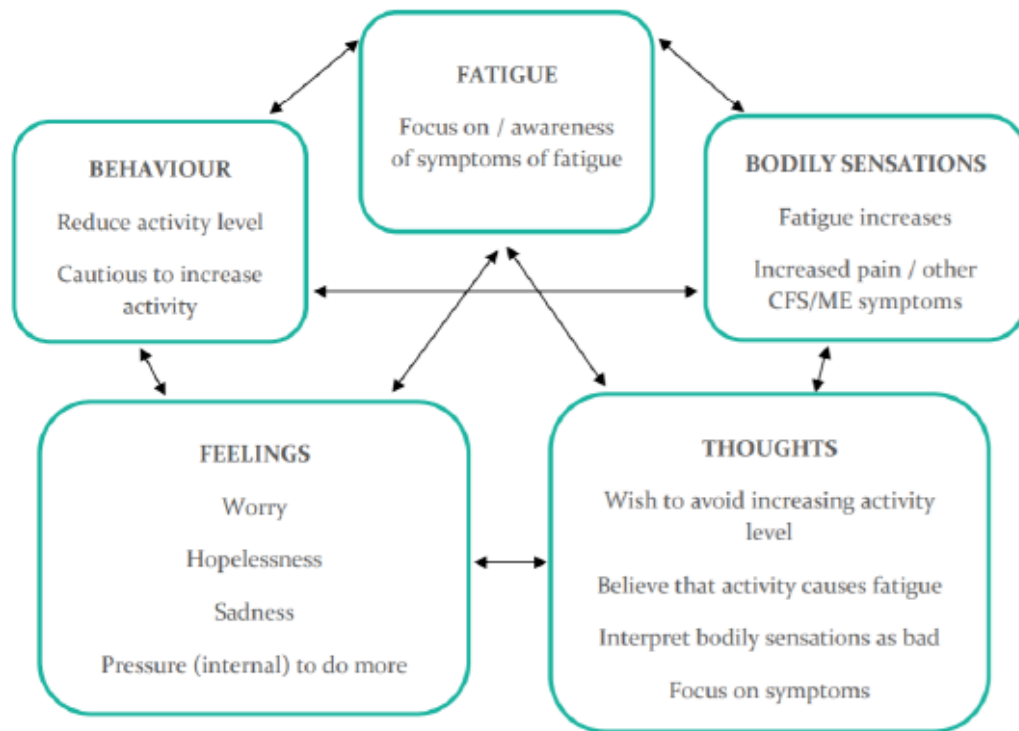 FATIGUE
Focus on / awareness
of symptoms of fatigue
BEHAVIOUR
Reduce activity level
Cautious to increase
activity
BODILY SENSATIONS
Fatigue increases
Increased pain / other
CFS/ME symptoms
FEELINGS
Worry
Hopelessness
Sadness
Pressure (internal) to do more
THOUGHTS
Wish to avoid increasing activity
level
Believe that activity causes fatigue
Interpret bodily sensations as bad
Focus on symptoms